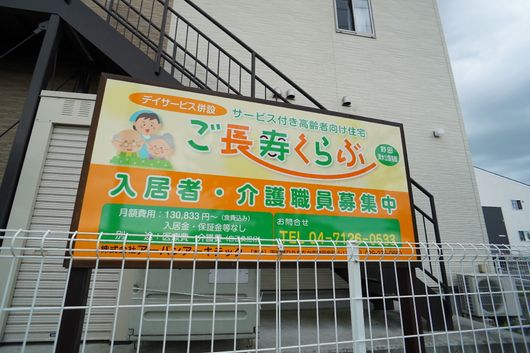 デイサービス併設
サービス付き高齢者向け住宅
ご長寿くらぶ
野田
入居者・介護職員募集中
月額費用：130,833円～（食費込み）
入居金・保証金等なし
お問合せ
TEL 04-7126-0533